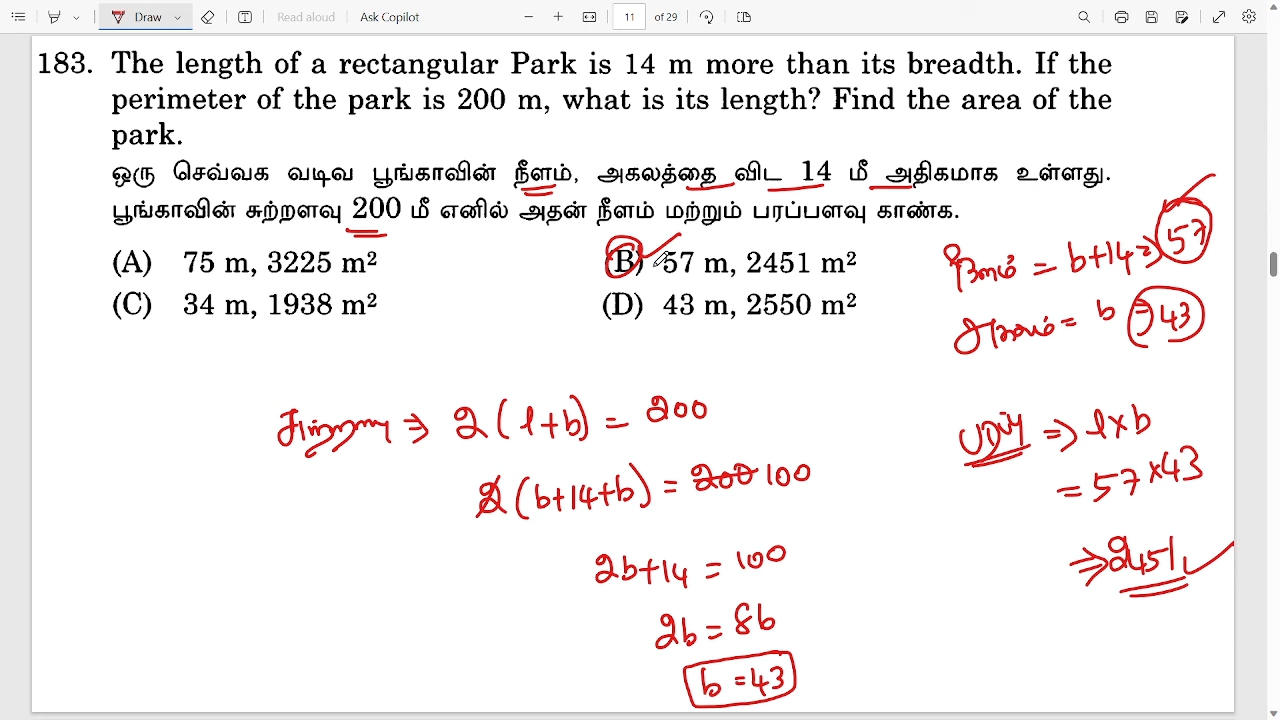 Draw
Read aloud
Ask Copilot
11 of 29
183. The length of a rectangular Park is 14 m more than its breadth. If the
perimeter of the park is 200 m, what is its length? Find the area of the
park.
ஒரு செவ்வக வடிவ பூங்காவின் நீளம், அகலத்தை விட 14 மீ அதிகமாக உள்ளது.
பூங்காவின் சுற்றளவு 200 மீ எனில் அதன் நீளம் மற்றும் பரப்பளவு காண்க.
(A) 75 m, 3225 m² (B) 57 m, 2451 m²
(C) 34 m, 1938 m² (D) 43 m, 2550 m²
நீளம் = b+14 ⇒ 57
அகலம் = b ⇒ 43
சுற்றளவு ⇒ 2(l+b) = 200
2(b+14+b) = 200 100
2b+14 = 100
2b = 86
b = 43
பரப்பு ⇒ l×b
= 57×43
⇒ 2451